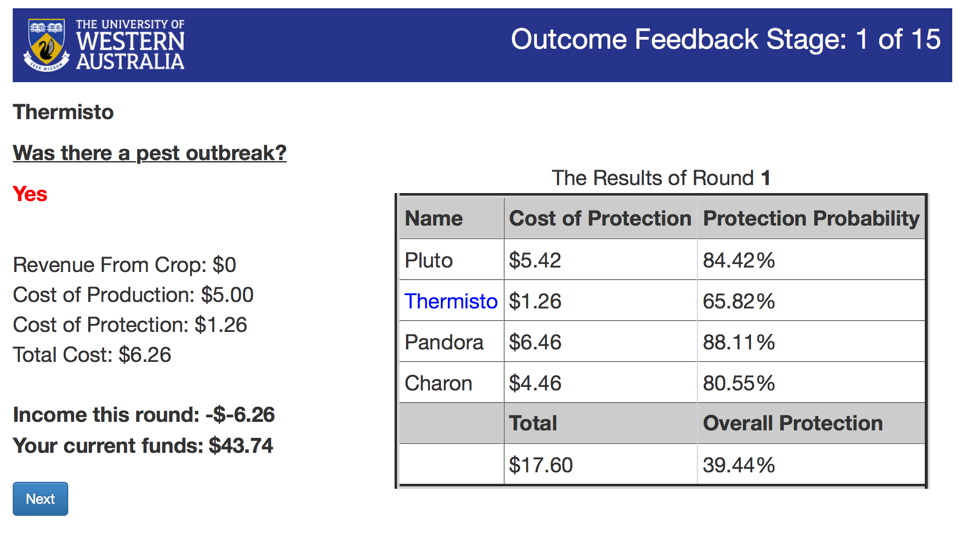 THE UNIVERSITY OF
WESTERN
AUSTRALIA
Outcome Feedback Stage: 1 of 15
Thermisto
Was there a pest outbreak?
Yes
Revenue From Crop: $0
Cost of Production: $5.00
Cost of Protection: $1.26
Total Cost: $6.26
Income this round: -$-6.26
Your current funds: $43.74
Next
The Results of Round 1
Name Cost of Protection Protection Probability
Pluto $5.42 84.42%
Thermisto $1.26 65.82%
Pandora $6.46 88.11%
Charon $4.46 80.55%
Total Overall Protection
$17.60 39.44%